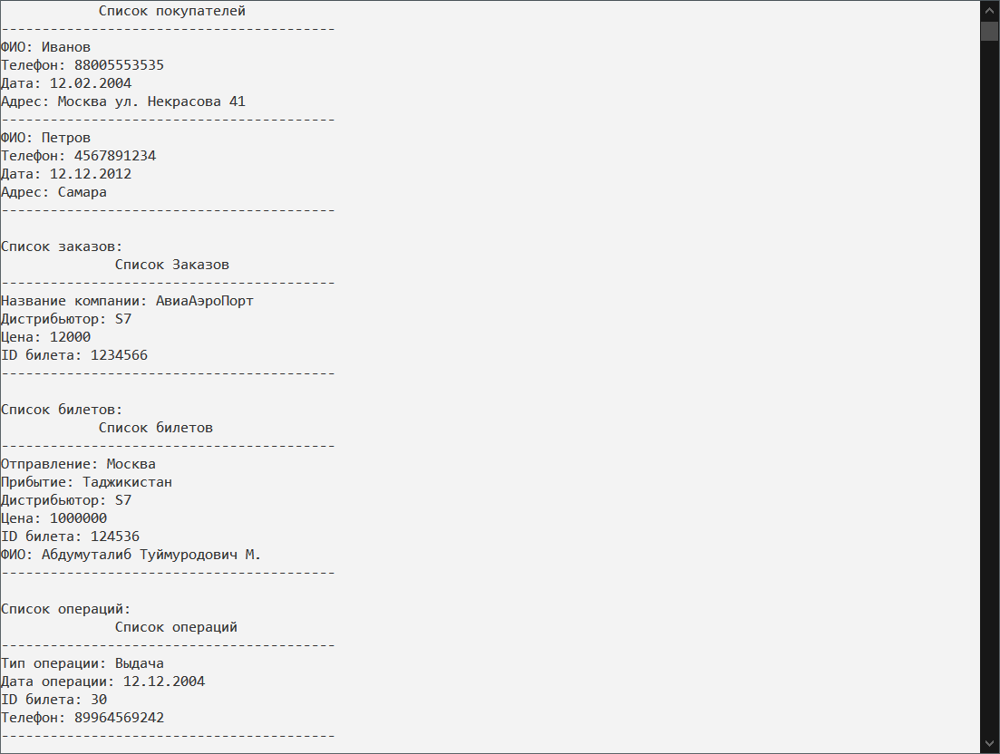 Список покупателей
-----------------------------------------
ФИО: Иванов
Телефон: 88005553535
Дата: 12.02.2004
Адрес: Москва ул. Некрасова 41
-----------------------------------------
ФИО: Петров
Телефон: 4567891234
Дата: 12.12.2012
Адрес: Самара
-----------------------------------------
Список заказов:
Список Заказов
-----------------------------------------
Название компании: АвиаАэроПорт
Дистрибьютор: S7
Цена: 12000
ID билета: 1234566
-----------------------------------------
Список билетов:
Список билетов
-----------------------------------------
Отправление: Москва
Прибытие: Таджикистан
Дистрибьютор: S7
Цена: 1000000
ID билета: 124536
ФИО: Абдумуталиб Туймуродович М.
-----------------------------------------
Список операций:
Список операций
-----------------------------------------
Тип операции: Выдача
Дата операции: 12.12.2004
ID билета: 30
Телефон: 89964569242
-----------------------------------------